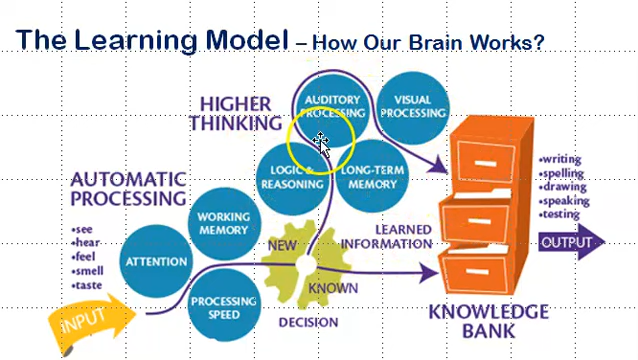 The Learning Model – How Our Brain Works?
HIGHER
THINKING
AUDITORY
PROCESSING
VISUAL
PROCESSING
LOGIC &
REASONING
LONG-TERM
MEMORY
AUTOMATIC
PROCESSING
•see
•hear
•feel
•smell
•taste
WORKING
MEMORY
ATTENTION
PROCESSING
SPEED
INPUT
NEW
KNOWN
DECISION
LEARNED
INFORMATION
•writing
•spelling
•drawing
•speaking
•testing
OUTPUT
KNOWLEDGE
BANK